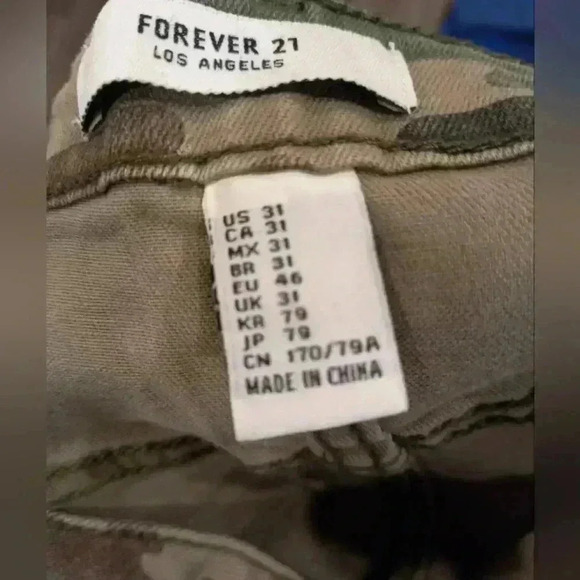 FOREVER 21
LOS ANGELES
US 31
CA 31
MX 31
BR 31
EU 46
UK 31
KR 79
JP 79
CN 170/79A
MADE IN CHINA